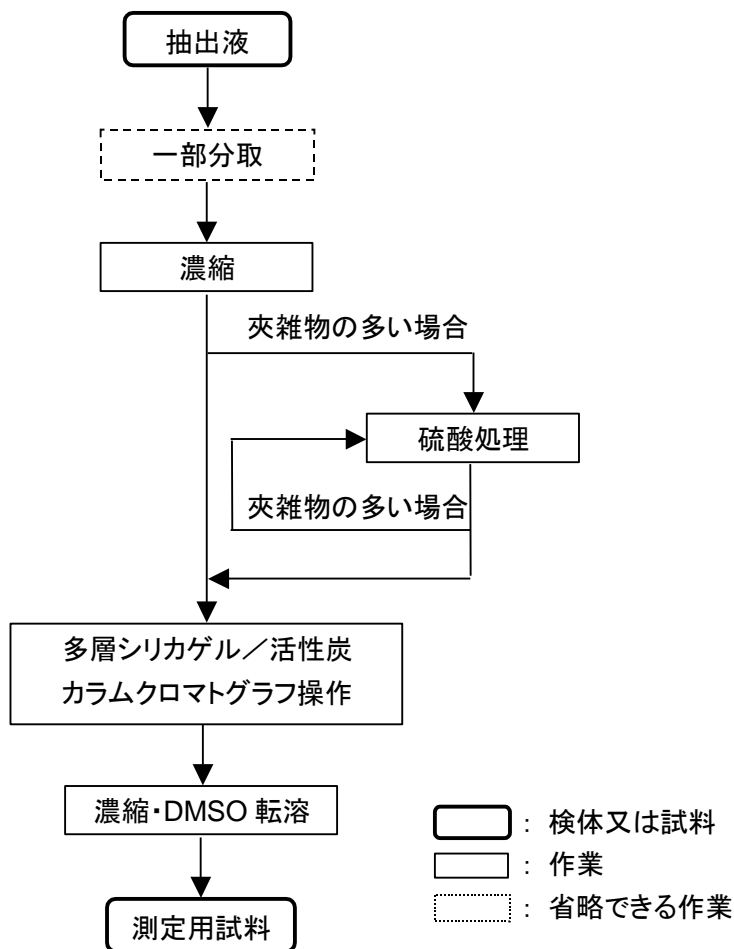 抽出液
一部分取
濃縮
夾雑物の多い場合
硫酸処理
夾雑物の多い場合
多層シリカゲル／活性炭
カラムクロマトグラフ操作
濃縮・DMSO 転溶
測定用試料
： 検体又は試料
： 作業
： 省略できる作業